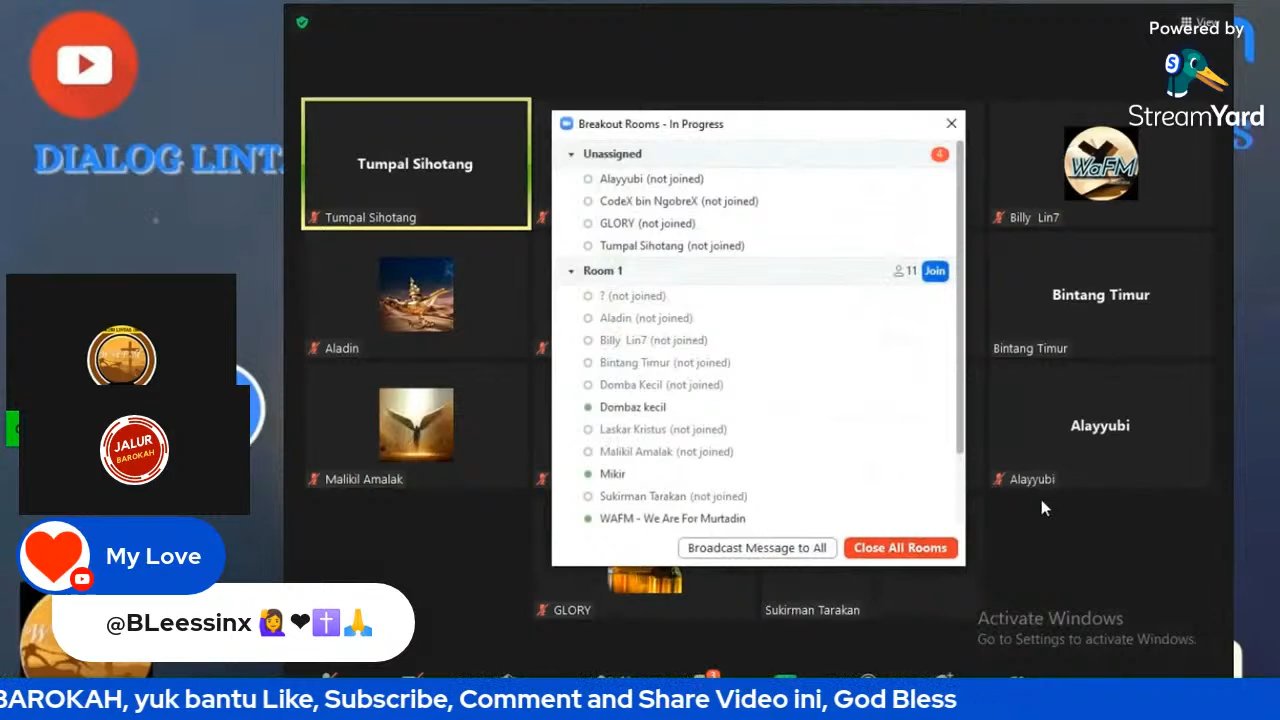 View
Powered by
StreamYard
DIALOG LINT
Tumpal Sihotang
Tumpal Sihotang
Breakout Rooms - In Progress
Unassigned
4
Alayyubi (not joined)
CodeX bin NgobreX (not joined)
GLORY (not joined)
Tumpal Sihotang (not joined)
Room 1
11
Join
? (not joined)
Aladin (not joined)
Billy Lin7 (not joined)
Bintang Timur (not joined)
Domba Kecil (not joined)
Dombaz kecil
Laskar Kristus (not joined)
Malikil Amalak (not joined)
Mikir
Sukirman Tarakan (not joined)
WAFM - We Are For Murtadin
Broadcast Message to All
Close All Rooms
WaFM
Billy Lin7
Aladin
Bintang Timur
Bintang Timur
Malikil Amalak
Alayyubi
Alayyubi
GLORY
Sukirman Tarakan
JALUR
BAROKAH
My Love
@BLeessinx 🙋‍♀️❤✝️🙏
Activate Windows
Go to Settings to activate Windows.
BAROKAH, yuk bantu Like, Subscribe, Comment and Share Video ini, God Bless